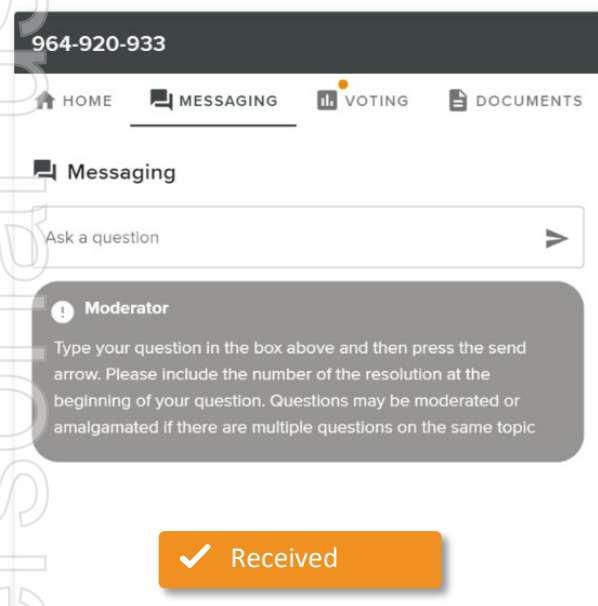 964-920-933
HOME MESSAGING VOTING DOCUMENTS
Messaging
Ask a question
Moderator
Type your question in the box above and then press the send
arrow. Please include the number of the resolution at the
beginning of your question. Questions may be moderated or
amalgamated if there are multiple questions on the same topic
Received